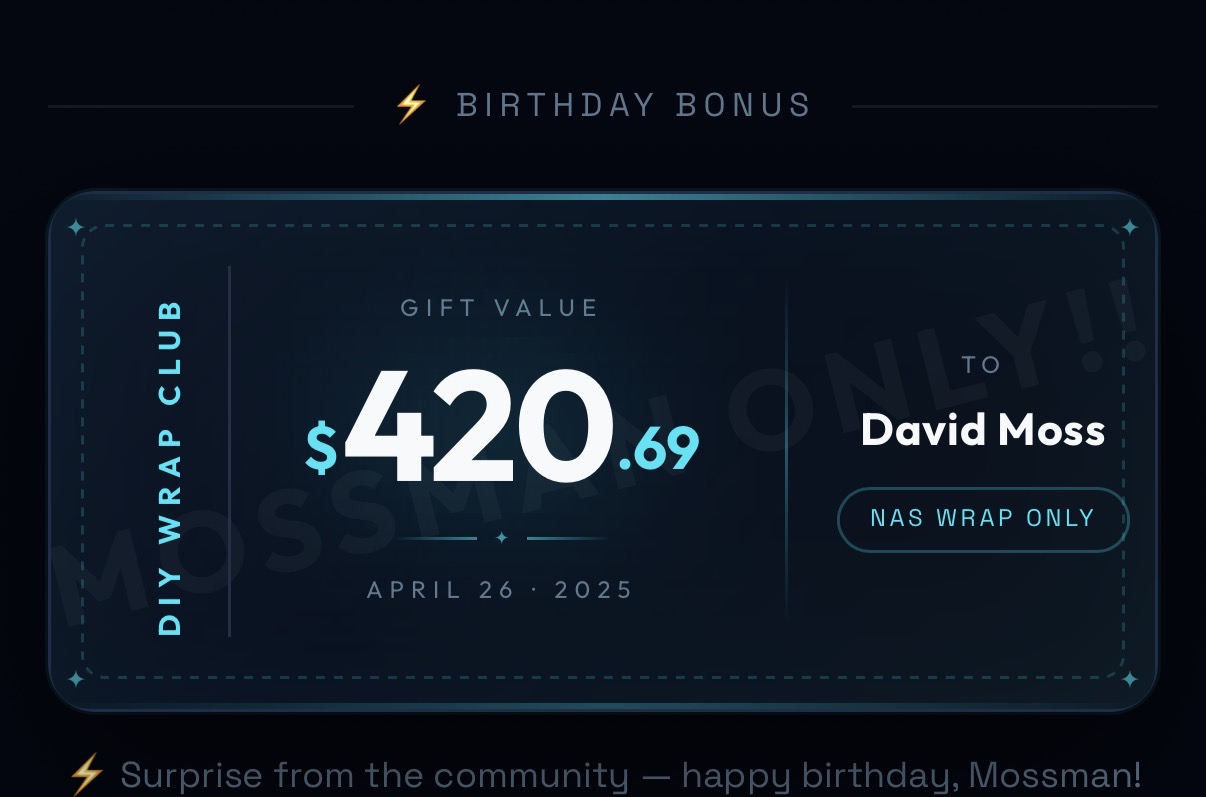 ⚡ BIRTHDAY BONUS
DIY WRAP CLUB
GIFT VALUE
$420.69
APRIL 26 · 2025
TO
David Moss
NAS WRAP ONLY
MOSSMAN ONLY!!
⚡ Surprise from the community — happy birthday, Mossman!